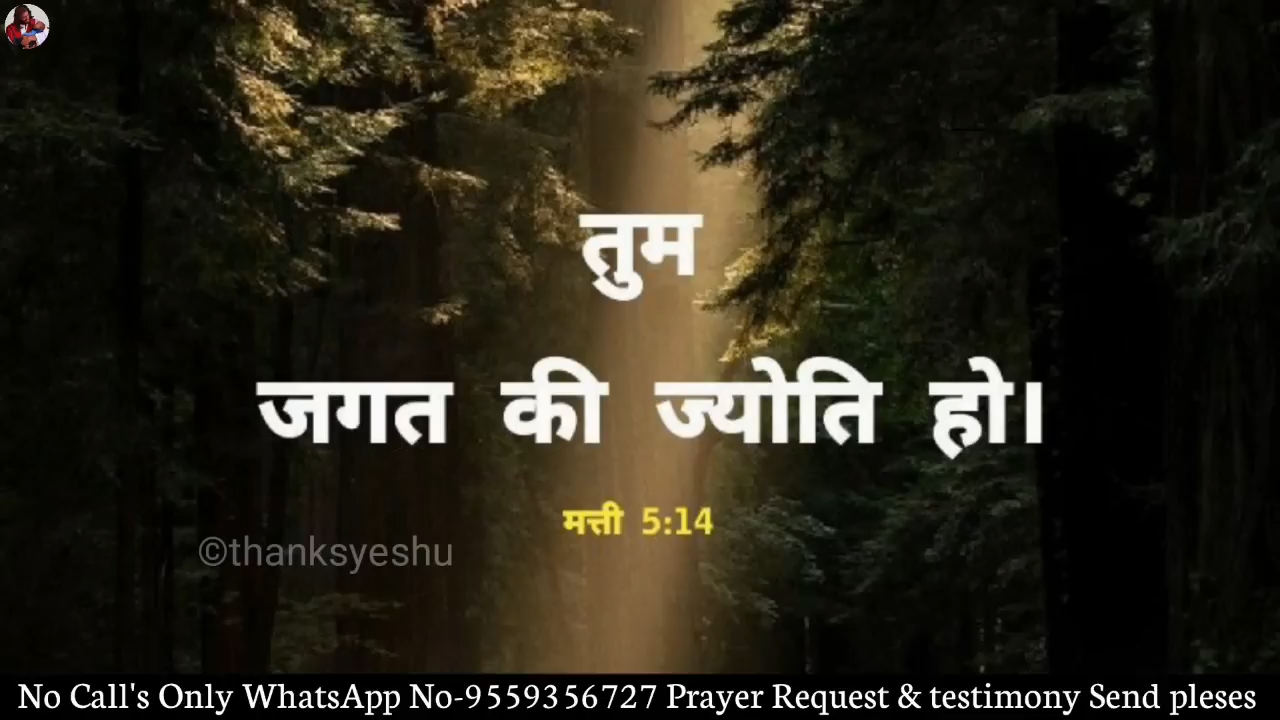 तुम
जगत की ज्योति हो।
मत्ती 5:14
©thanksyeshu
No Call's Only WhatsApp No-9559356727 Prayer Request & testimony Send pleses